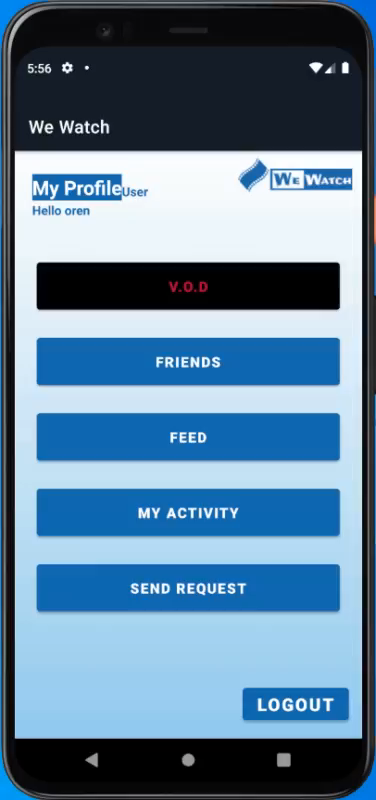 5:56
We Watch
WE WATCH
My Profile User
Hello oren
V.O.D
FRIENDS
FEED
MY ACTIVITY
SEND REQUEST
LOGOUT